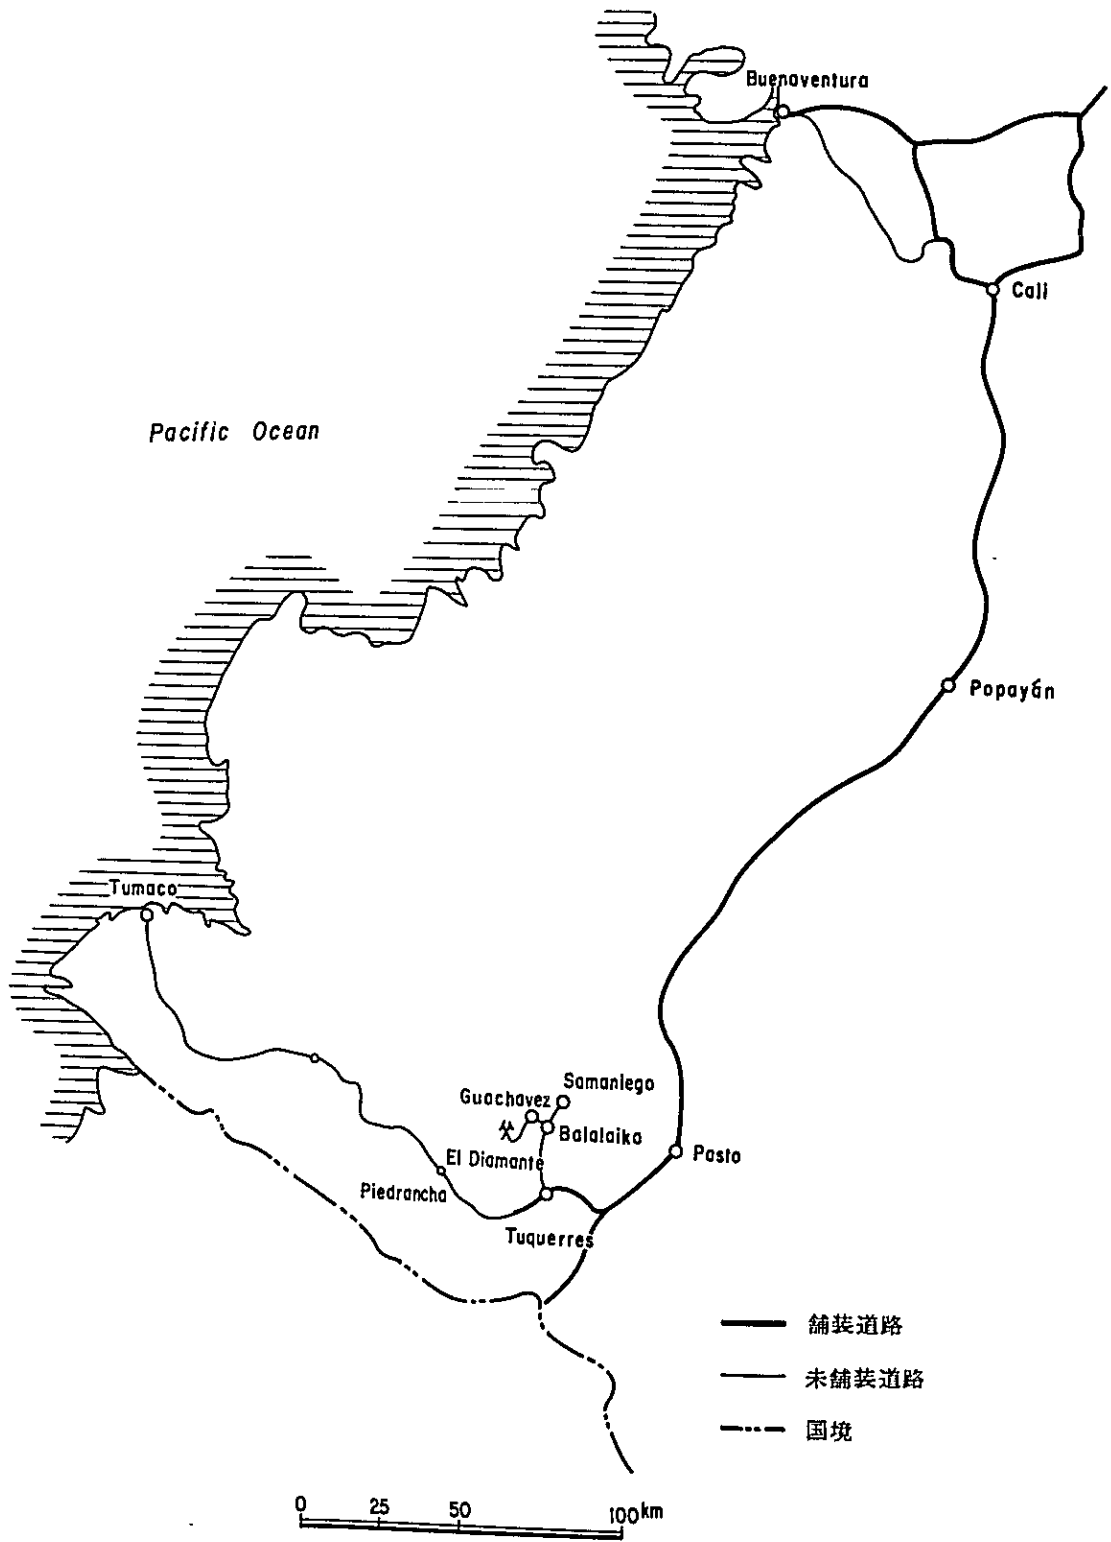 Buenaventura
Cali
Pacific Ocean
Popayán
Tumaco
Samaniego
Guachavez
Balalaika
El Diamante
Pasto
Piedrancha
Tuquerres
舗装道路
未舗装道路
国境
0 25 50 100km